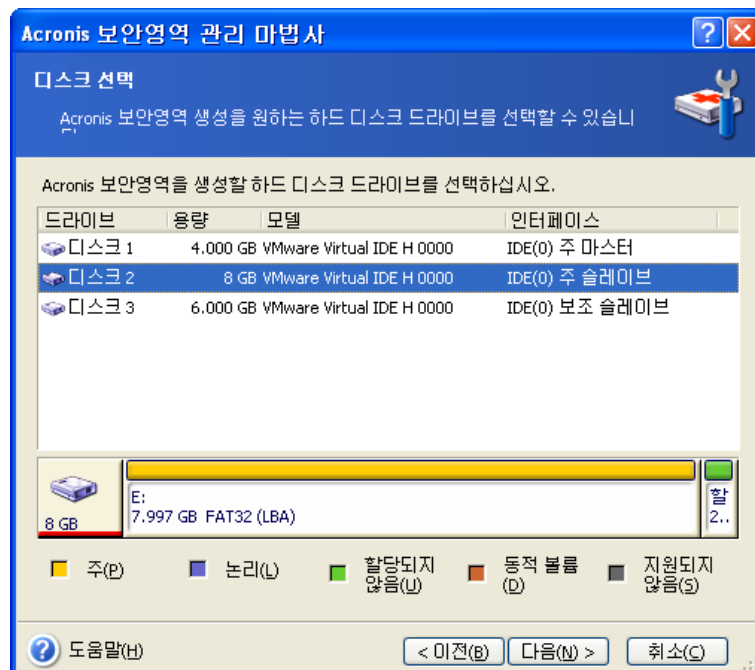 Acronis 보안영역 관리 마법사
디스크 선택
Acronis 보안영역 생성을 원하는 하드 디스크 드라이브를 선택할 수 있습니
Acronis 보안영역을 생성할 하드 디스크 드라이브를 선택하십시오.
드라이브 용량 모델 인터페이스
디스크 1 4.000 GB VMware Virtual IDE H 0000 IDE(0) 주 마스터
디스크 2 8 GB VMware Virtual IDE H 0000 IDE(0) 주 슬레이브
디스크 3 6.000 GB VMware Virtual IDE H 0000 IDE(0) 보조 슬레이브
8 GB
E:
7.997 GB FAT32 (LBA)
할
2..
주(P)
논리(L)
할당되지
않음(U)
동적 볼륨
(D)
지원되지
않음(S)
도움말(H)
< 이전(B)
다음(N) >
취소(C)